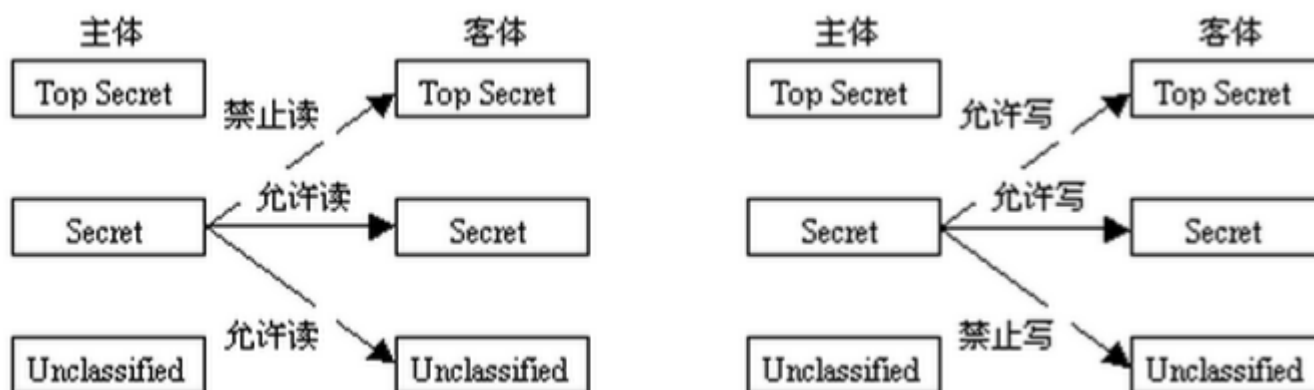 主体 客体
Top Secret Top Secret
禁止读
允许读
Secret Secret
允许读
Unclassified Unclassified
主体 客体
Top Secret Top Secret
允许写
允许写
Secret Secret
禁止写
Unclassified Unclassified